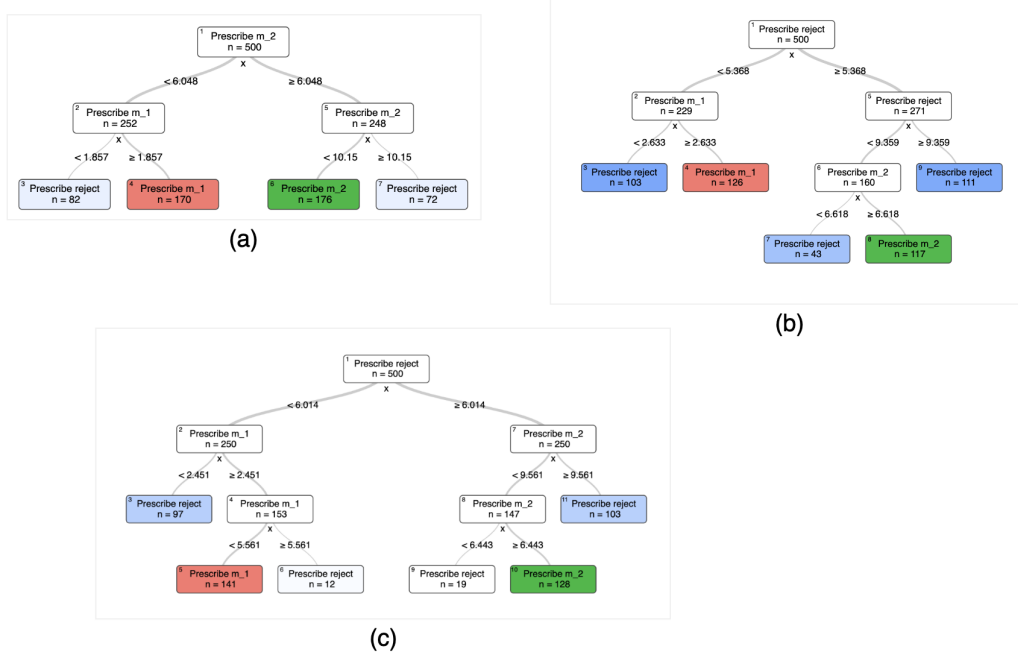 1 Prescribe m_2
n = 500
x
< 6.048
≥ 6.048
2 Prescribe m_1
n = 252
x
5 Prescribe m_2
n = 248
x
< 1.857
≥ 1.857
< 10.15
≥ 10.15
3 Prescribe reject
n = 82
4 Prescribe m_1
n = 170
6 Prescribe m_2
n = 176
7 Prescribe reject
n = 72
(a)
1 Prescribe reject
n = 500
x
< 5.368
≥ 5.368
2 Prescribe m_1
n = 229
x
5 Prescribe reject
n = 271
x
< 2.633
≥ 2.633
< 9.359
≥ 9.359
3 Prescribe reject
n = 103
4 Prescribe m_1
n = 126
6 Prescribe m_2
n = 160
x
9 Prescribe reject
n = 111
< 6.618
≥ 6.618
7 Prescribe reject
n = 43
8 Prescribe m_2
n = 117
(b)
1 Prescribe reject
n = 500
x
< 6.014
≥ 6.014
2 Prescribe m_1
n = 250
x
7 Prescribe m_2
n = 250
x
< 2.451
≥ 2.451
< 9.561
≥ 9.561
3 Prescribe reject
n = 97
4 Prescribe m_1
n = 153
x
8 Prescribe m_2
n = 147
x
11 Prescribe reject
n = 103
< 5.561
≥ 5.561
< 6.443
≥ 6.443
5 Prescribe m_1
n = 141
6 Prescribe reject
n = 12
9 Prescribe reject
n = 19
10 Prescribe m_2
n = 128
(c)